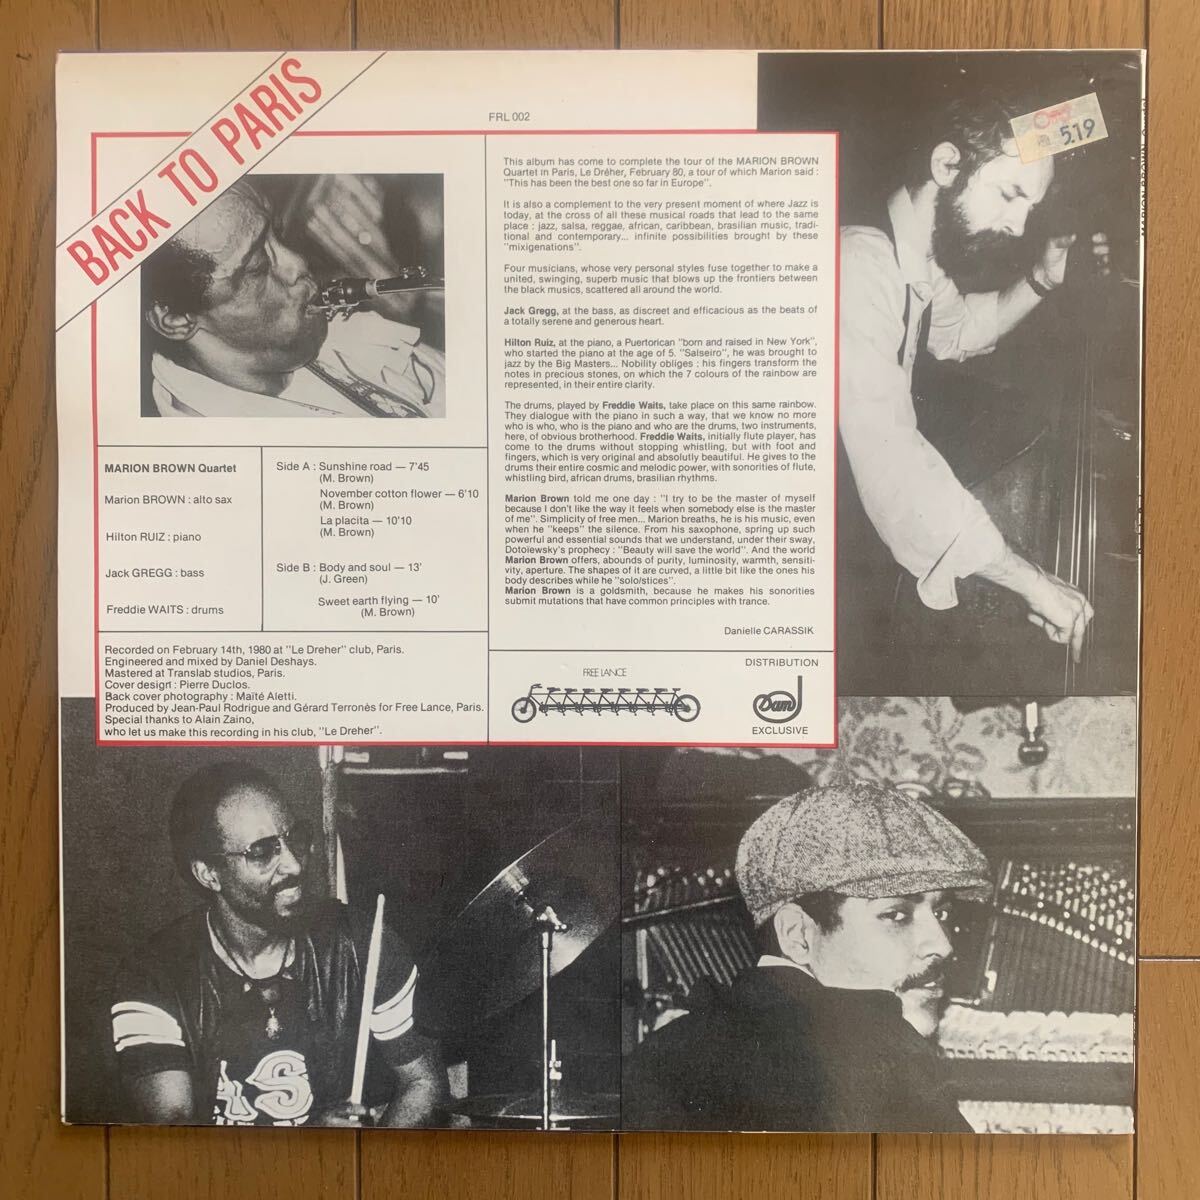 BACK TO PARIS
FRL 002
519
MARION BROWN Quartet
Marion BROWN : alto sax
Hilton RUIZ : piano
Jack GREGG : bass
Freddie WAITS : drums
Side A : Sunshine road — 7'45
(M. Brown)
November cotton flower — 6'10
(M. Brown)
La placita — 10'10
(M. Brown)
Side B : Body and soul — 13'
(J. Green)
Sweet earth flying — 10'
(M. Brown)
Recorded on February 14th, 1980 at "Le Dreher" club, Paris.
Engineered and mixed by Daniel Deshays.
Mastered at Translab studios, Paris.
Cover design : Pierre Duclos.
Back cover photography : Maïté Aletti.
Produced by Jean-Paul Rodrigue and Gérard Terronés for Free Lance, Paris.
Special thanks to Alain Zaino,
who let us make this recording in his club, "Le Dreher".
This album has come to complete the tour of the MARION BROWN
Quartet in Paris, Le Dréher, February 80, a tour of which Marion said :
"This has been the best one so far in Europe".
It is also a complement to the very present moment of where Jazz is
today, at the cross of all these musical roads that lead to the same
place : jazz, salsa, reggae, african, caribbean, brasilian music, tradi-
tional and contemporary... infinite possibilities brought by these
"mixigenations".
Four musicians, whose very personal styles fuse together to make a
united, swinging, superb music that blows up the frontiers between
the black musics, scattered all around the world.
Jack Gregg, at the bass, as discreet and efficacious as the beats of
a totally serene and generous heart.
Hilton Ruiz, at the piano, a Puertorican "born and raised in New York",
who started the piano at the age of 5. "Salseiro", he was brought to
jazz by the Big Masters... Nobility obliges : his fingers transform the
notes in precious stones, on which the 7 colours of the rainbow are
represented, in their entire clarity.
The drums, played by Freddie Waits, take place on this same rainbow.
They dialogue with the piano in such a way, that we know no more
who is who, who is the piano and who are the drums, two instruments,
here, of obvious brotherhood. Freddie Waits, initially flute player, has
come to the drums without stopping whistling, but with foot and
fingers, which is very original and absolutly beautiful. He gives to the
drums their entire cosmic and melodic power, with sonorities of flute,
whistling bird, african drums, brasilian rhythms.
Marion Brown told me one day : "I try to be the master of myself
because I don't like the way it feels when somebody else is the master
of me". Simplicity of free men... Marion breaths, he is his music, even
when he "keeps" the silence. From his saxophone, spring up such
powerful and essential sounds that we understand, under their sway,
Dotoïewsky's prophecy : "Beauty will save the world". And the world
Marion Brown offers, abounds of purity, luminosity, warmth, sensiti-
vity, aperture. The shapes of it are curved, a little bit like the ones his
body describes while he "solo/stices".
Marion Brown is a goldsmith, because he makes his sonorities
submit mutations that have common principles with trance.
Danielle CARASSIK
FREE LANCE
DISTRIBUTION
Dam
EXCLUSIVE
AS